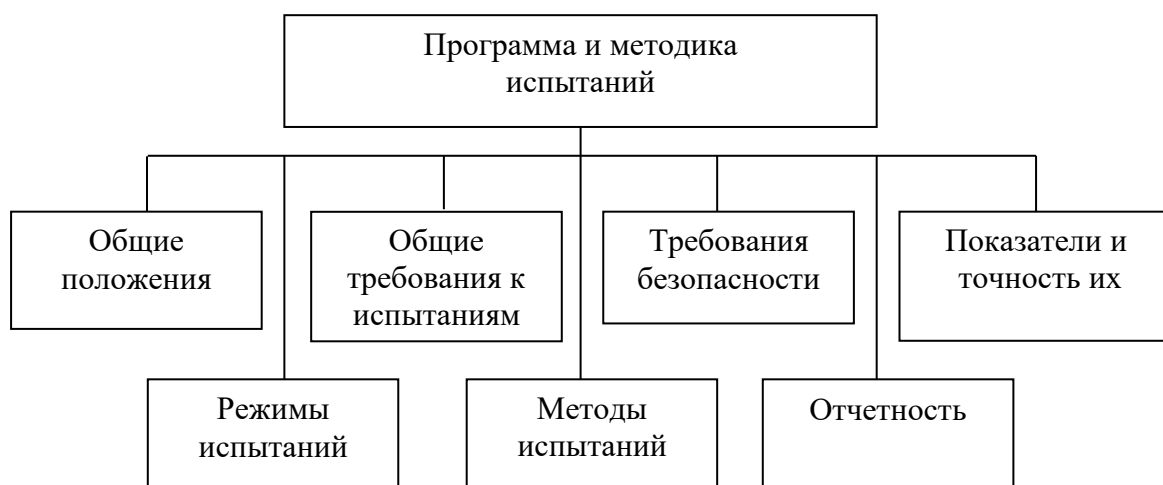 Программа и методика
испытаний
Общие
положения
Общие
требования к
испытаниям
Требования
безопасности
Показатели и
точность их
Режимы
испытаний
Методы
испытаний
Отчетность